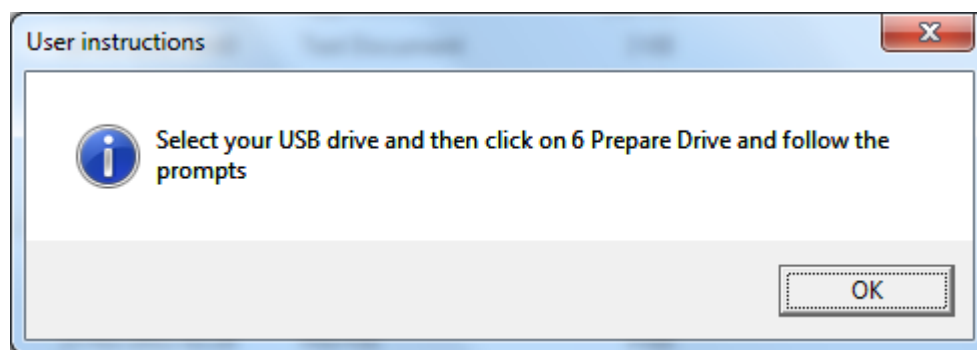 User instructions
Select your USB drive and then click on 6 Prepare Drive and follow the
prompts
OK